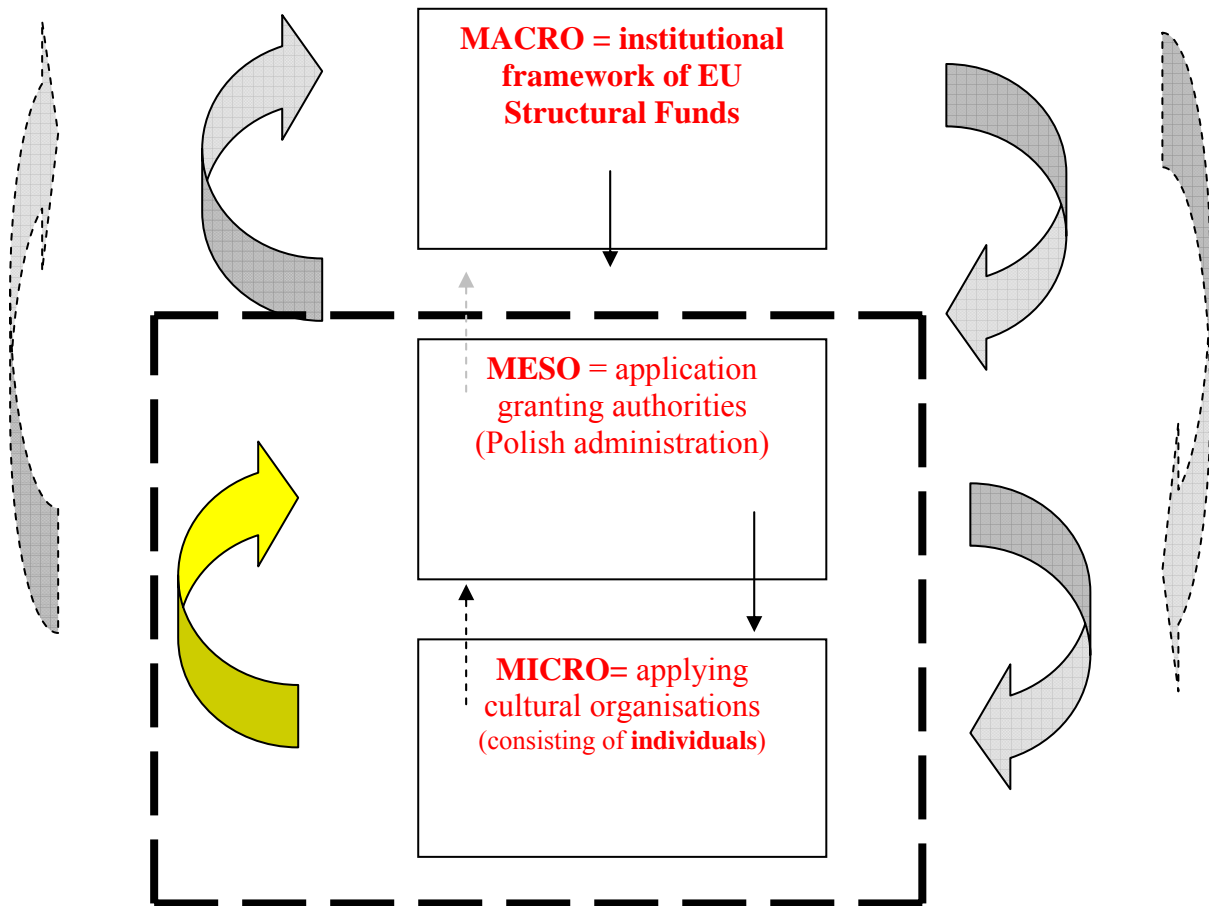 MACRO = institutional
framework of EU
Structural Funds
MESO = application
granting authorities
(Polish administration)
MICRO= applying
cultural organisations
(consisting of individuals)